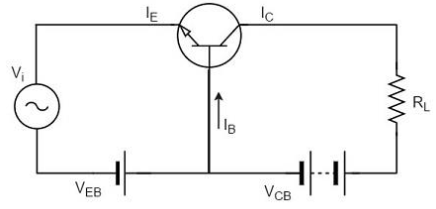 I_E I_C
V_i
R_L
I_B
V_EB V_CB